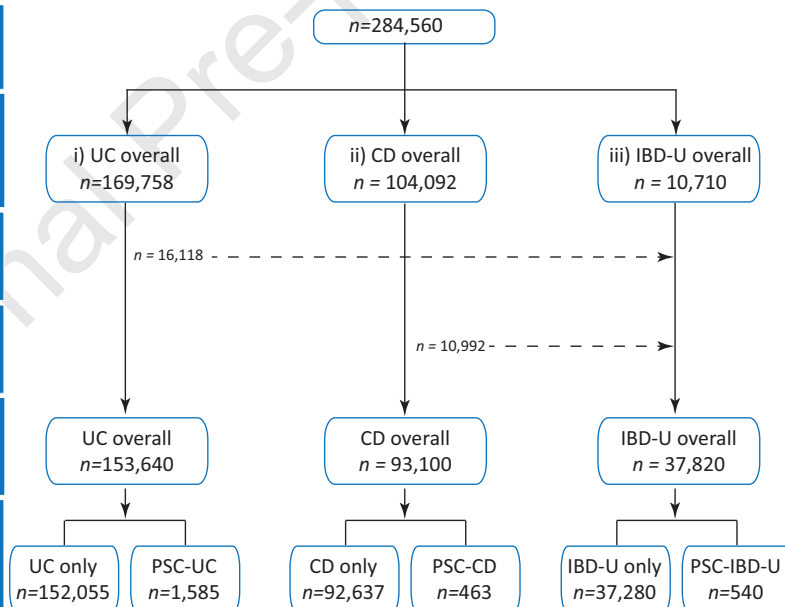 n=284,560
i) UC overall
n=169,758
ii) CD overall
n = 104,092
iii) IBD-U overall
n = 10,710
n = 16,118
n = 10,992
UC overall
n=153,640
CD overall
n = 93,100
IBD-U overall
n = 37,820
UC only
n=152,055
PSC-UC
n=1,585
CD only
n=92,637
PSC-CD
n=463
IBD-U only
n=37,280
PSC-IBD-U
n=540
nal Pre-